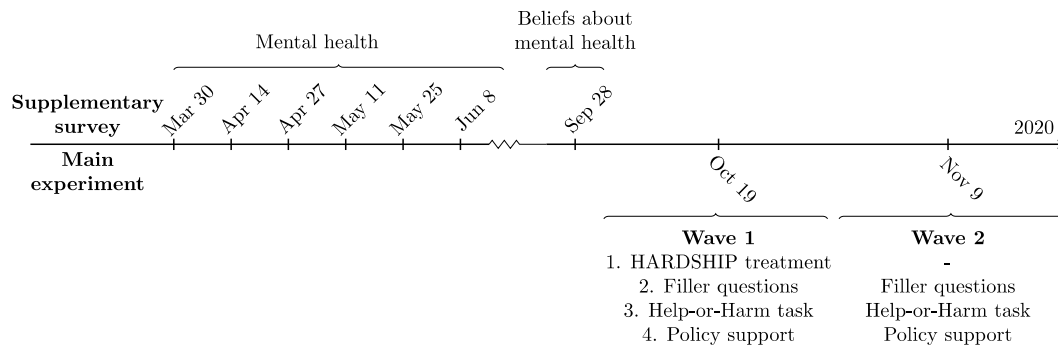 Mental health
Beliefs about
mental health
Supplementary
survey
Mar 30
Apr 14
Apr 27
May 11
May 25
Jun 8
Sep 28
2020
Main
experiment
Oct 19
Nov 9
Wave 1
1. HARDSHIP treatment
2. Filler questions
3. Help-or-Harm task
4. Policy support
Wave 2
-
Filler questions
Help-or-Harm task
Policy support